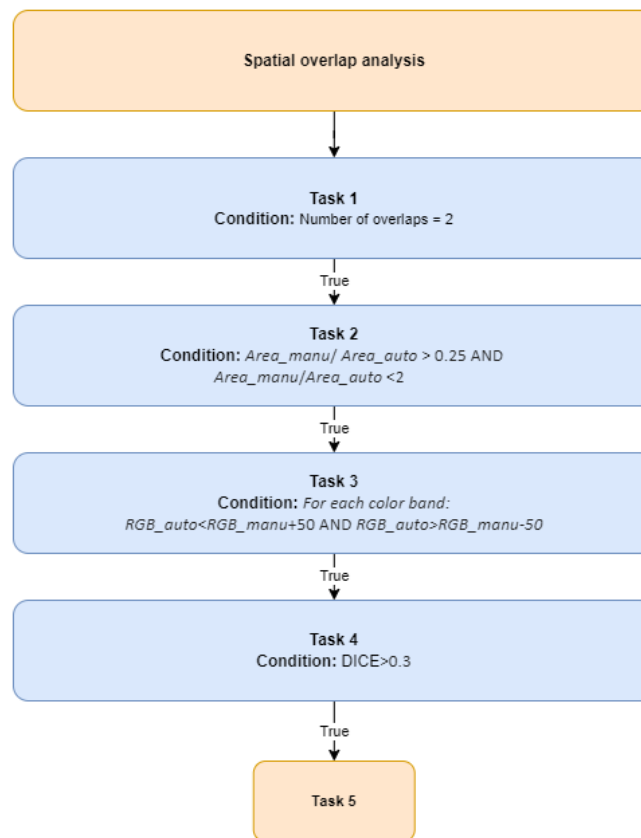 Spatial overlap analysis
Task 1
Condition: Number of overlaps = 2
True
Task 2
Condition: Area_manu/ Area_auto > 0.25 AND
Area_manu/Area_auto <2
True
Task 3
Condition: For each color band:
RGB_auto<RGB_manu+50 AND RGB_auto>RGB_manu-50
True
Task 4
Condition: DICE>0.3
True
Task 5